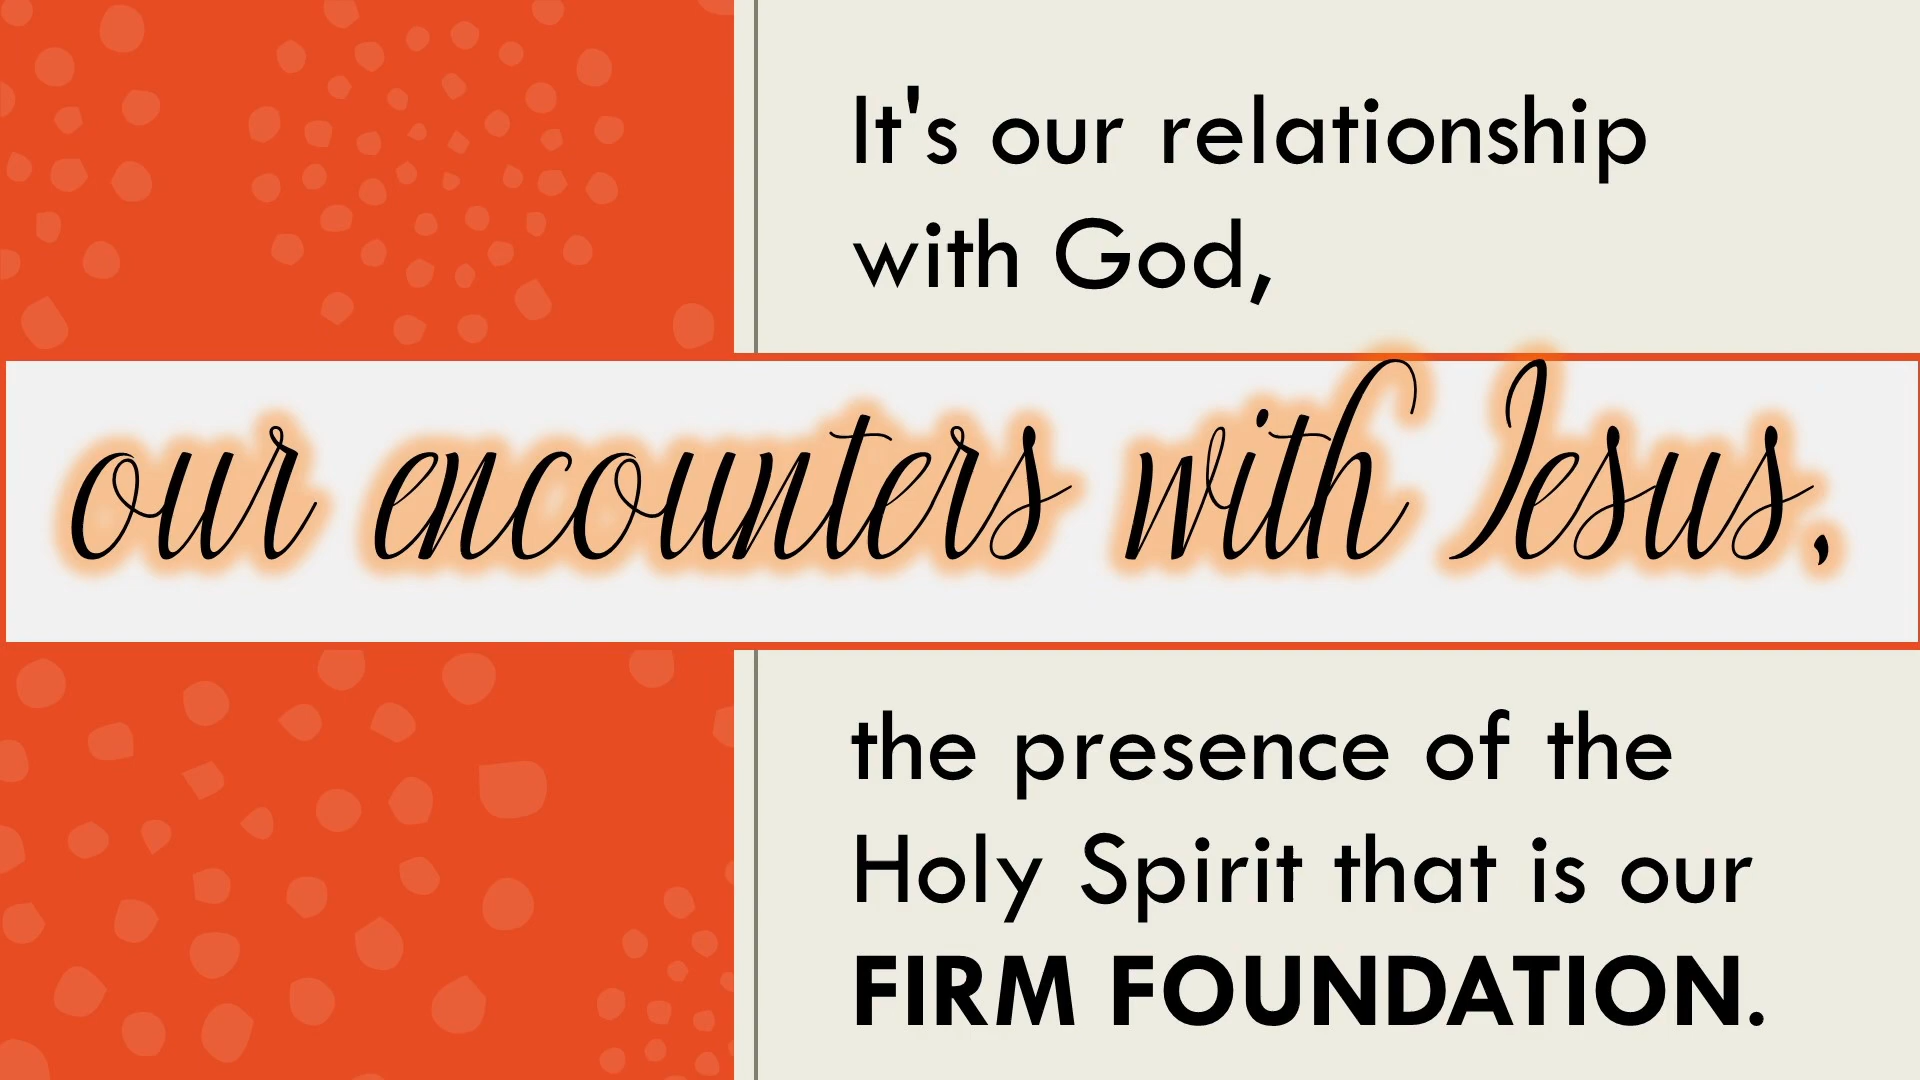 It's our relationship
with God,
our encounters with Jesus,
the presence of the
Holy Spirit that is our
FIRM FOUNDATION.